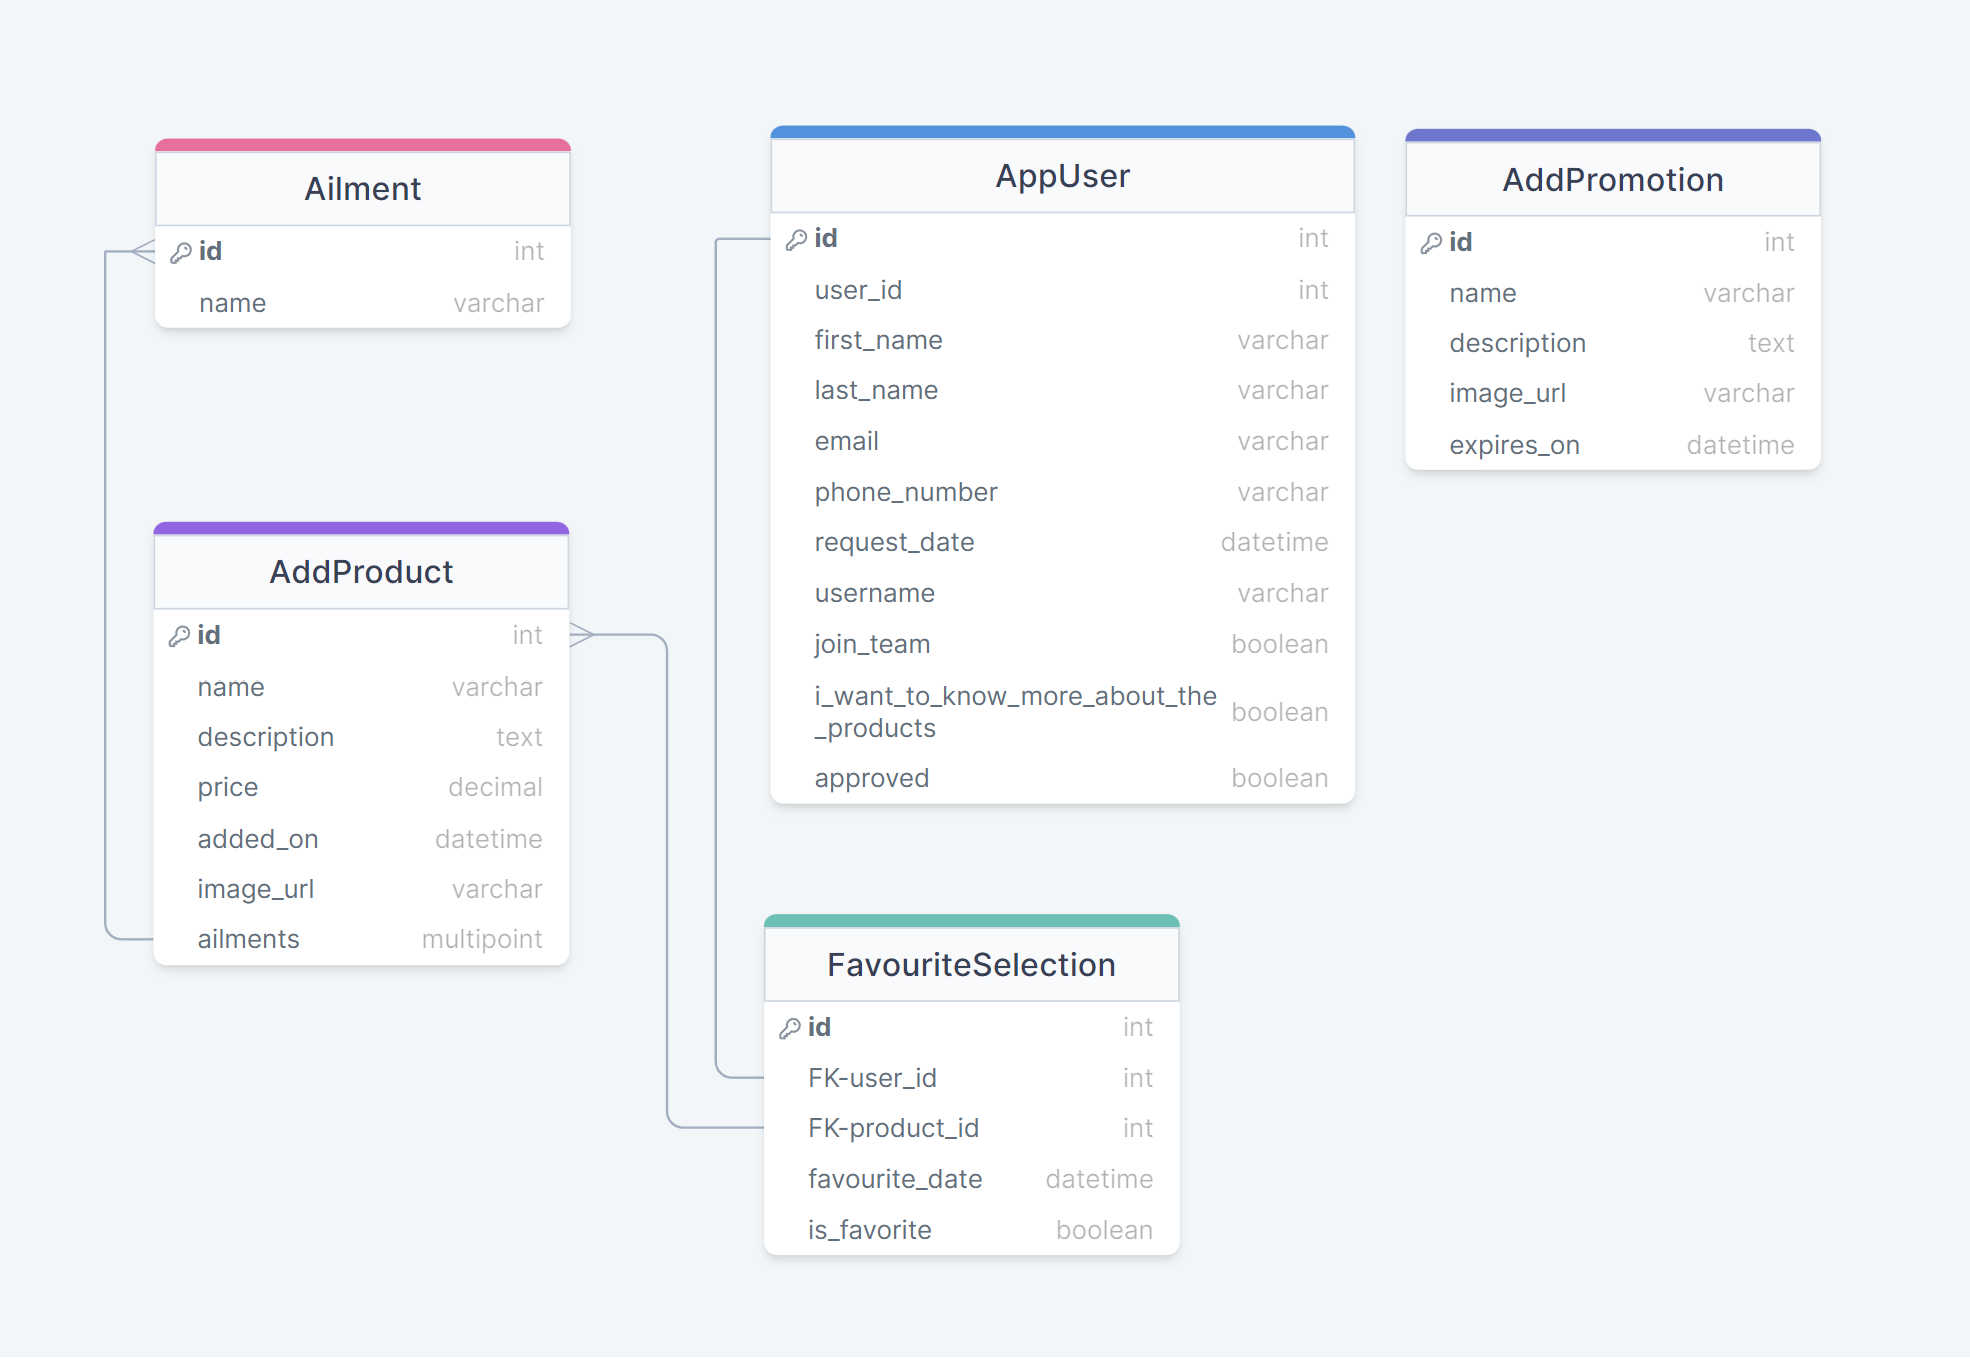 Ailment
id int
name varchar
AddProduct
id int
name varchar
description text
price decimal
added_on datetime
image_url varchar
ailments multipoint
AppUser
id int
user_id int
first_name varchar
last_name varchar
email varchar
phone_number varchar
request_date datetime
username varchar
join_team boolean
i_want_to_know_more_about_the
_products boolean
approved boolean
FavouriteSelection
id int
FK-user_id int
FK-product_id int
favourite_date datetime
is_favorite boolean
AddPromotion
id int
name varchar
description text
image_url varchar
expires_on datetime